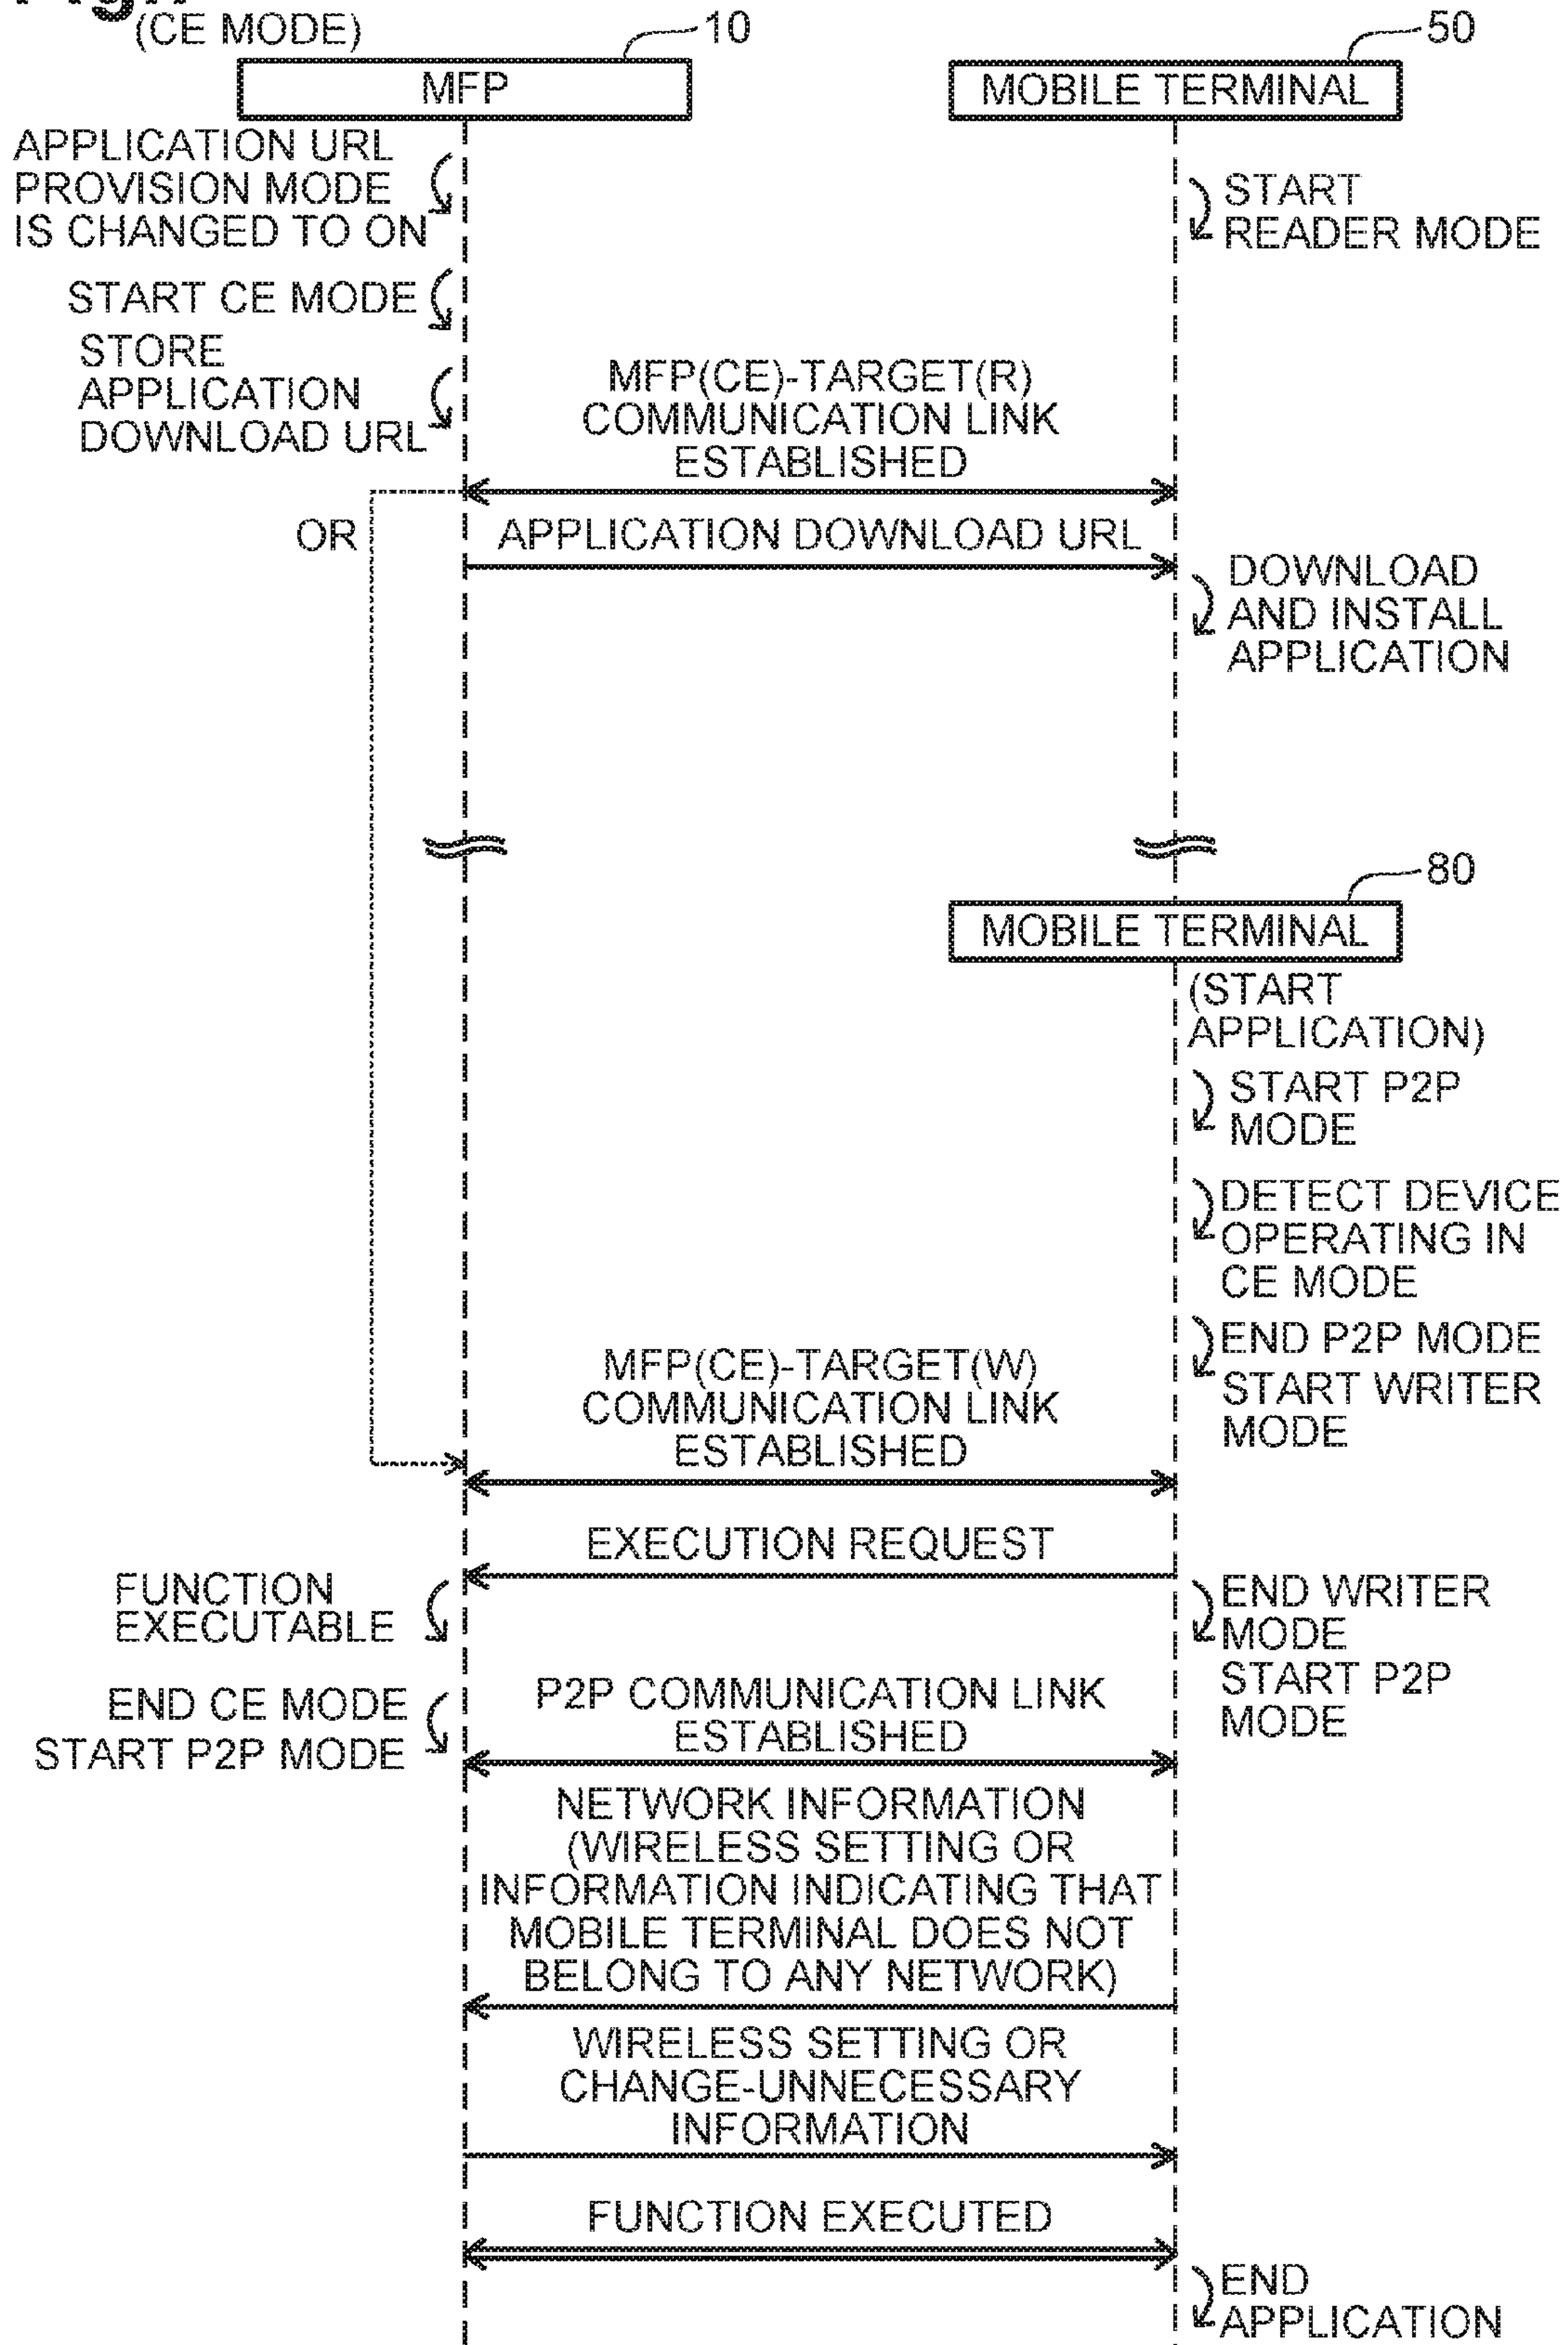 (CE MODE)
10
50
MFP
MOBILE TERMINAL
APPLICATION URL
PROVISION MODE
IS CHANGED TO ON
START
READER MODE
START CE MODE
STORE
APPLICATION
DOWNLOAD URL
MFP(CE)-TARGET(R)
COMMUNICATION LINK
ESTABLISHED
OR
APPLICATION DOWNLOAD URL
DOWNLOAD
AND INSTALL
APPLICATION
80
MOBILE TERMINAL
(START
APPLICATION)
START P2P
MODE
DETECT DEVICE
OPERATING IN
CE MODE
END P2P MODE
START WRITER
MODE
MFP(CE)-TARGET(W)
COMMUNICATION LINK
ESTABLISHED
EXECUTION REQUEST
FUNCTION
EXECUTABLE
END WRITER
MODE
START P2P
MODE
END CE MODE
START P2P MODE
P2P COMMUNICATION LINK
ESTABLISHED
NETWORK INFORMATION
(WIRELESS SETTING OR
INFORMATION INDICATING THAT
MOBILE TERMINAL DOES NOT
BELONG TO ANY NETWORK)
WIRELESS SETTING OR
CHANGE-UNNECESSARY
INFORMATION
FUNCTION EXECUTED
END
APPLICATION